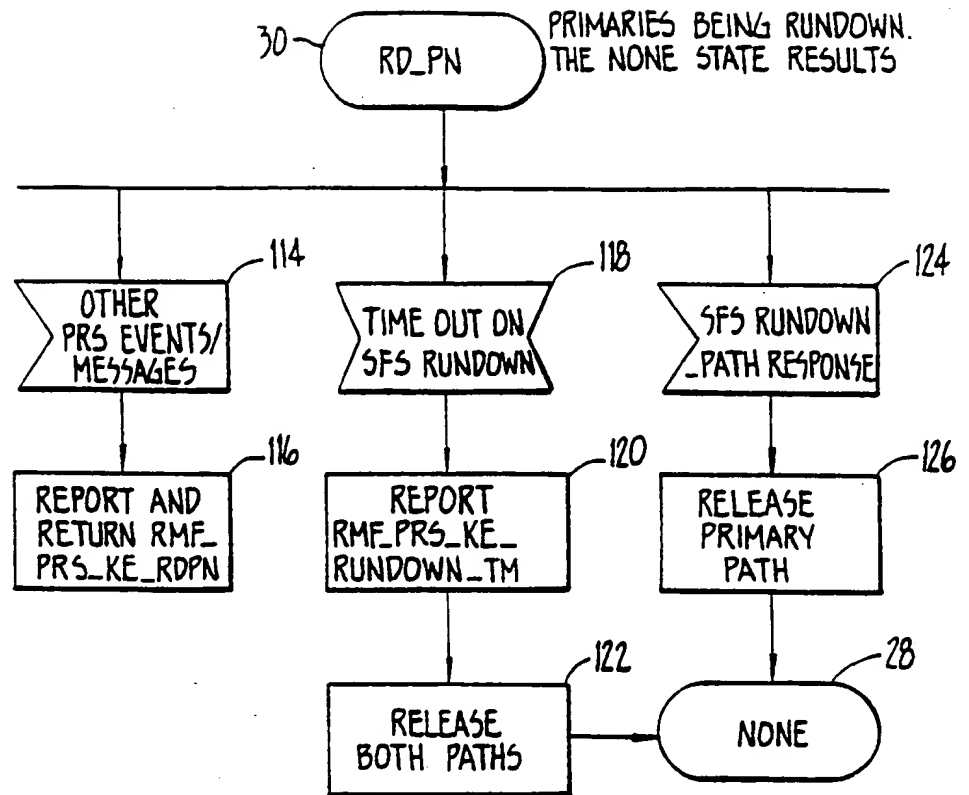 30
RD_PN
PRIMARIES BEING RUNDOWN.
THE NONE STATE RESULTS
114
OTHER
PRS EVENTS/
MESSAGES
118
TIME OUT ON
SFS RUNDOWN
124
SFS RUNDOWN
_PATH RESPONSE
116
REPORT AND
RETURN RMF_
PRS_KE_RDPN
120
REPORT
RMF_PRS_KE_
RUNDOWN_TM
126
RELEASE
PRIMARY
PATH
122
RELEASE
BOTH PATHS
28
NONE